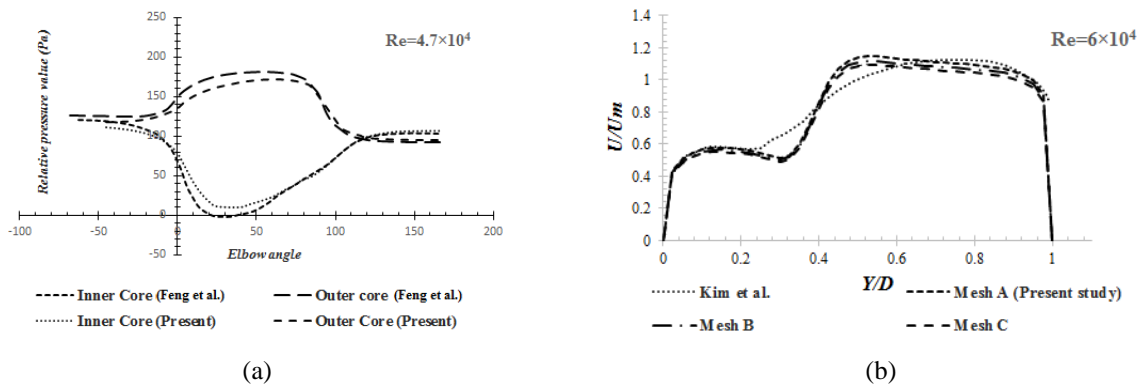 Relative pressure value (Pa)
250
200
150
100
50
0
-50
-100
-50
0
50
100
150
200
Elbow angle
Re=4.7×10⁴
Inner Core (Feng et al.)
Outer core (Feng et al.)
Inner Core (Present)
Outer Core (Present)
(a)
U/Um
1.4
1.2
1
0.8
0.6
0.4
0.2
0
0
0.2
0.4
0.6
0.8
1
Y/D
Re=6×10⁴
Kim et al.
Mesh A (Present study)
Mesh B
Mesh C
(b)